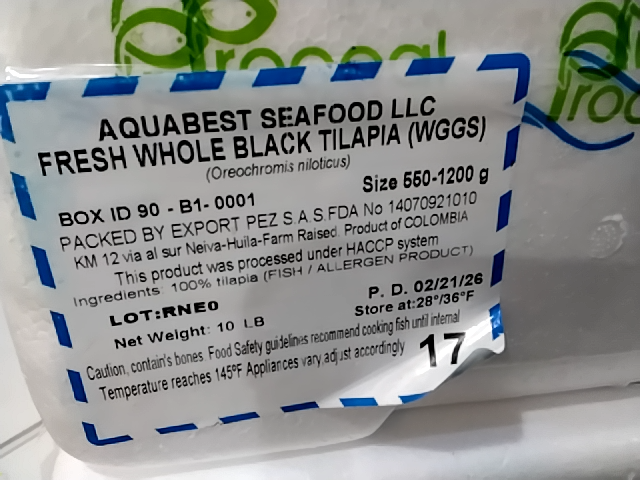 Proceal
Proc
AQUABEST SEAFOOD LLC
FRESH WHOLE BLACK TILAPIA (WGGS)
(Oreochromis niloticus)
Size 550-1200 g
BOX ID 90 - B1- 0001
PACKED BY EXPORT PEZ S.A.S.FDA No 14070921010
KM 12 via al sur Neiva-Huila-Farm Raised. Product of COLOMBIA
This product was processed under HACCP system
Ingredients: 100% tilapia (FISH / ALLERGEN PRODUCT)
LOT:RNE0
P. D. 02/21/26
Net Weight: 10 LB
Store at:28°/36°F
Caution, contain's bones. Food Safety guidelines recommend cooking fish until internal
Temperature reaches 145ºF Appliances vary,adjust accordingly
17